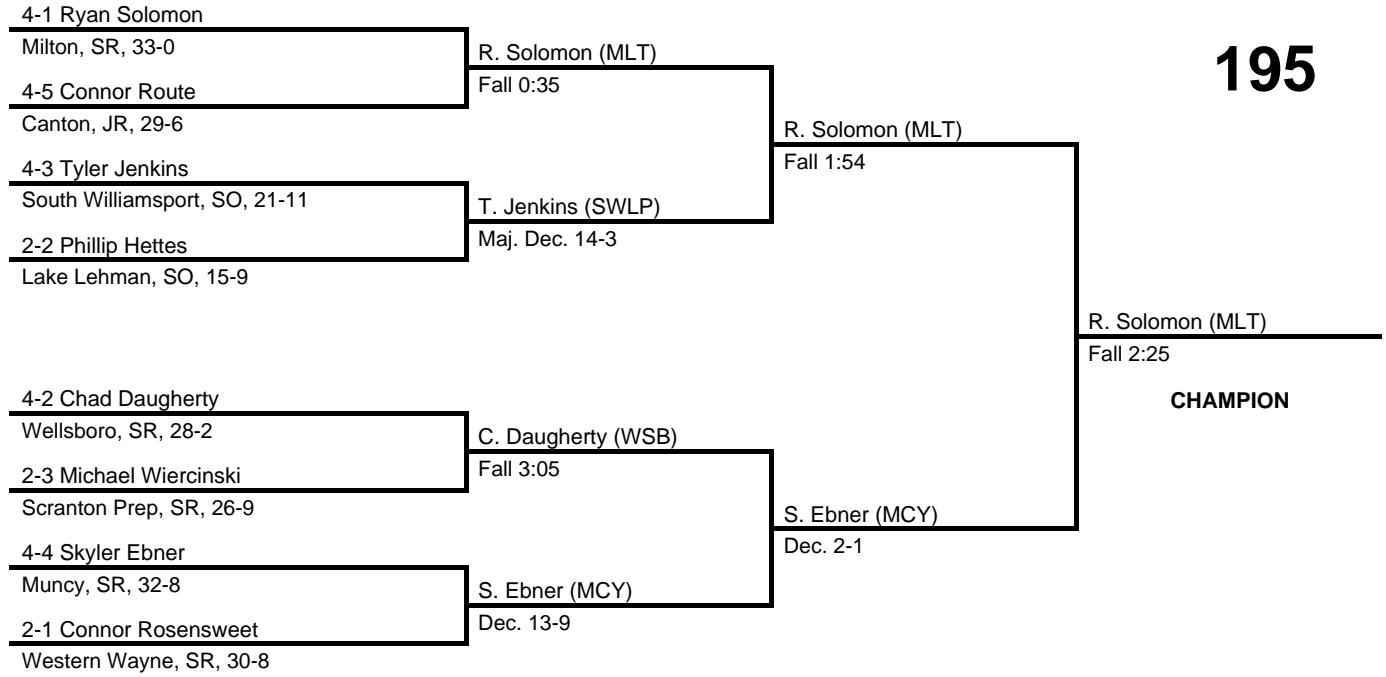 4-1 Ryan Solomon
Milton, SR, 33-0
4-5 Connor Route
Canton, JR, 29-6
4-3 Tyler Jenkins
South Williamsport, SO, 21-11
2-2 Phillip Hettes
Lake Lehman, SO, 15-9
4-2 Chad Daugherty
Wellsboro, SR, 28-2
2-3 Michael Wiercinski
Scranton Prep, SR, 26-9
4-4 Skyler Ebner
Muncy, SR, 32-8
2-1 Connor Rosensweet
Western Wayne, SR, 30-8
R. Solomon (MLT)
Fall 0:35
T. Jenkins (SWLP)
Maj. Dec. 14-3
C. Daugherty (WSB)
Fall 3:05
S. Ebner (MCY)
Dec. 13-9
R. Solomon (MLT)
Fall 1:54
S. Ebner (MCY)
Dec. 2-1
195
R. Solomon (MLT)
Fall 2:25
CHAMPION